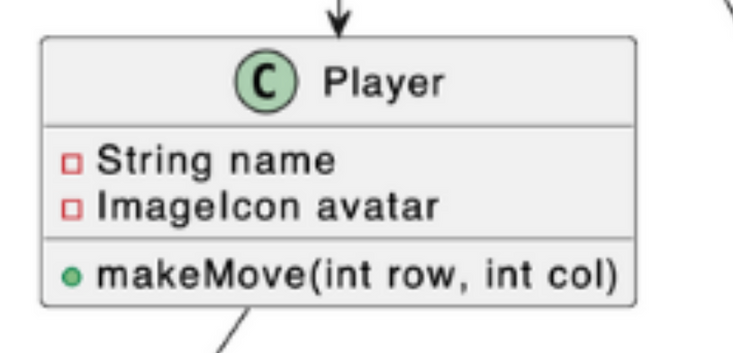 C Player
String name
ImageIcon avatar
makeMove(int row, int col)